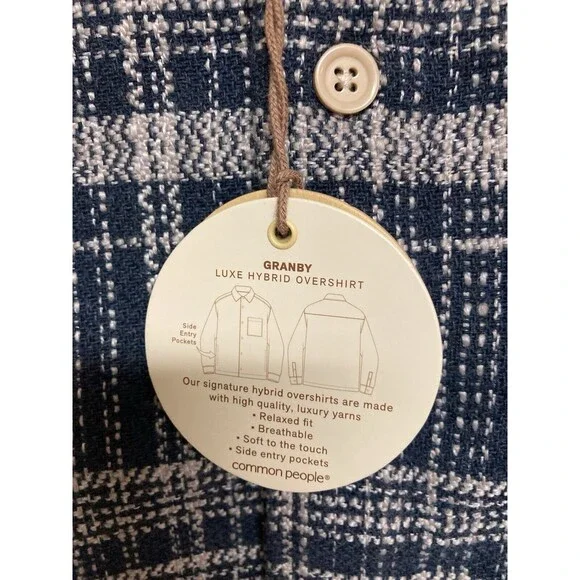 GRANBY
LUXE HYBRID OVERSHIRT
Side
Entry
Pockets
Our signature hybrid overshirts are made
with high quality, luxury yarns
• Relaxed fit
• Breathable
• Soft to the touch
• Side entry pockets
common people®